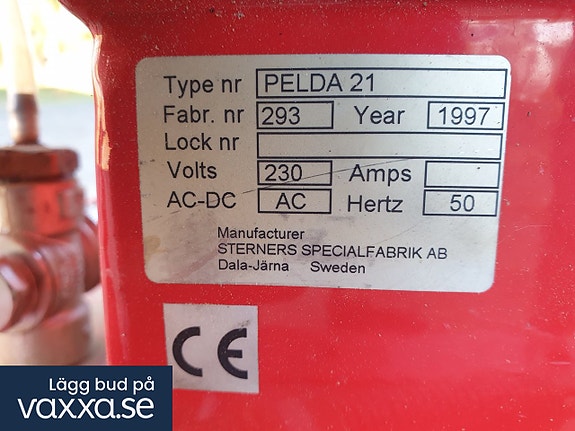 Type nr PELDA 21
Fabr. nr 293 Year 1997
Lock nr
Volts 230 Amps
AC-DC AC Hertz 50
Manufacturer
STERNERS SPECIALFABRIK AB
Dala-Järna Sweden
CE
Lägg bud på
vaxxa.se